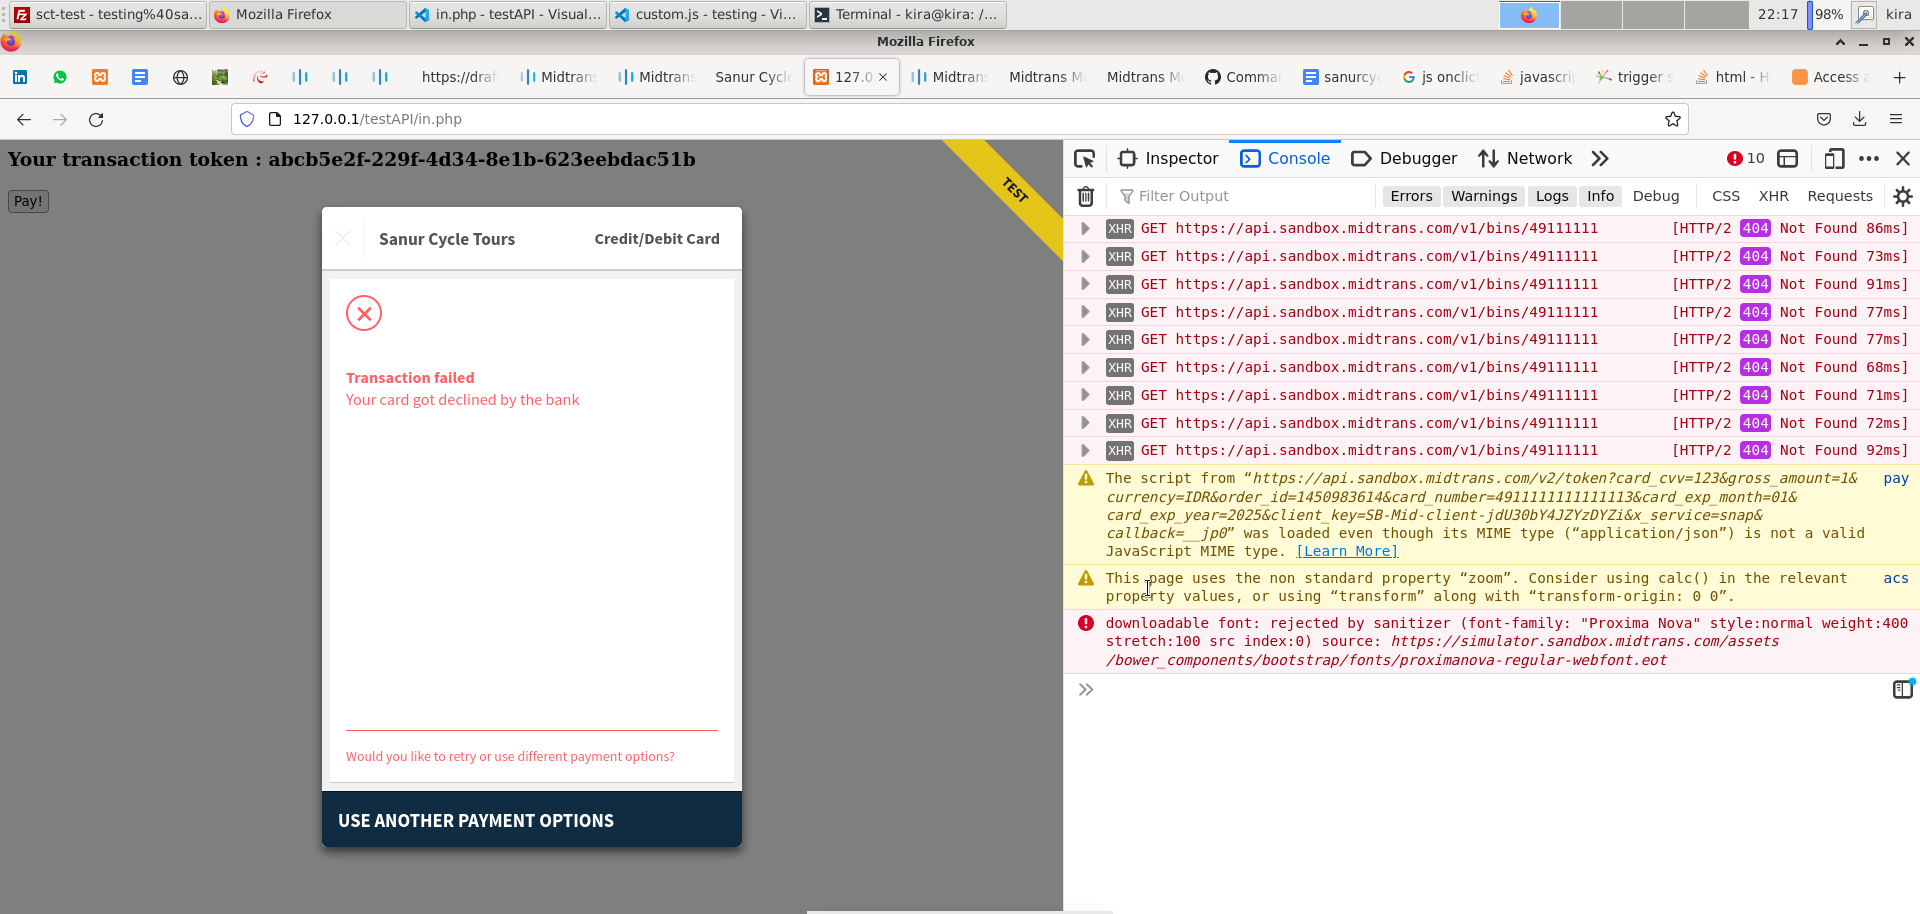 sct-test - testing%40sa...
Mozilla Firefox
in.php - testAPI - Visual...
custom.js - testing - Vi...
Terminal - kira@kira: /...
22:17
98%
kira
Mozilla Firefox
https://draf
Midtrans
Midtrans
Sanur Cycl
127.0.
Midtrans
Midtrans M
Midtrans M
Comma
sanurcy
js onclic
javascri
trigger s
html - H
Access a
127.0.0.1/testAPI/in.php
Your transaction token : abcb5e2f-229f-4d34-8e1b-623eebdac51b
Pay!
TEST
Sanur Cycle Tours
Credit/Debit Card
Transaction failed
Your card got declined by the bank
Would you like to retry or use different payment options?
USE ANOTHER PAYMENT OPTIONS
Inspector
Console
Debugger
Network
10
Filter Output
Errors
Warnings
Logs
Info
Debug
CSS
XHR
Requests
XHR GET https://api.sandbox.midtrans.com/v1/bins/49111111 [HTTP/2 404 Not Found 86ms]
XHR GET https://api.sandbox.midtrans.com/v1/bins/49111111 [HTTP/2 404 Not Found 73ms]
XHR GET https://api.sandbox.midtrans.com/v1/bins/49111111 [HTTP/2 404 Not Found 91ms]
XHR GET https://api.sandbox.midtrans.com/v1/bins/49111111 [HTTP/2 404 Not Found 77ms]
XHR GET https://api.sandbox.midtrans.com/v1/bins/49111111 [HTTP/2 404 Not Found 77ms]
XHR GET https://api.sandbox.midtrans.com/v1/bins/49111111 [HTTP/2 404 Not Found 68ms]
XHR GET https://api.sandbox.midtrans.com/v1/bins/49111111 [HTTP/2 404 Not Found 71ms]
XHR GET https://api.sandbox.midtrans.com/v1/bins/49111111 [HTTP/2 404 Not Found 72ms]
XHR GET https://api.sandbox.midtrans.com/v1/bins/49111111 [HTTP/2 404 Not Found 92ms]
The script from “https://api.sandbox.midtrans.com/v2/token?card_cvv=123&gross_amount=1& pay
currency=IDR&order_id=1450983614&card_number=4911111111111113&card_exp_month=01&
card_exp_year=2025&client_key=SB-Mid-client-jdU30bY4JZYzDYZi&x_service=snap&
callback=__jp0” was loaded even though its MIME type (“application/json”) is not a valid
JavaScript MIME type. [Learn More]
This page uses the non standard property “zoom”. Consider using calc() in the relevant acs
property values, or using “transform” along with “transform-origin: 0 0”.
downloadable font: rejected by sanitizer (font-family: "Proxima Nova" style:normal weight:400
stretch:100 src index:0) source: https://simulator.sandbox.midtrans.com/assets
/bower_components/bootstrap/fonts/proximanova-regular-webfont.eot